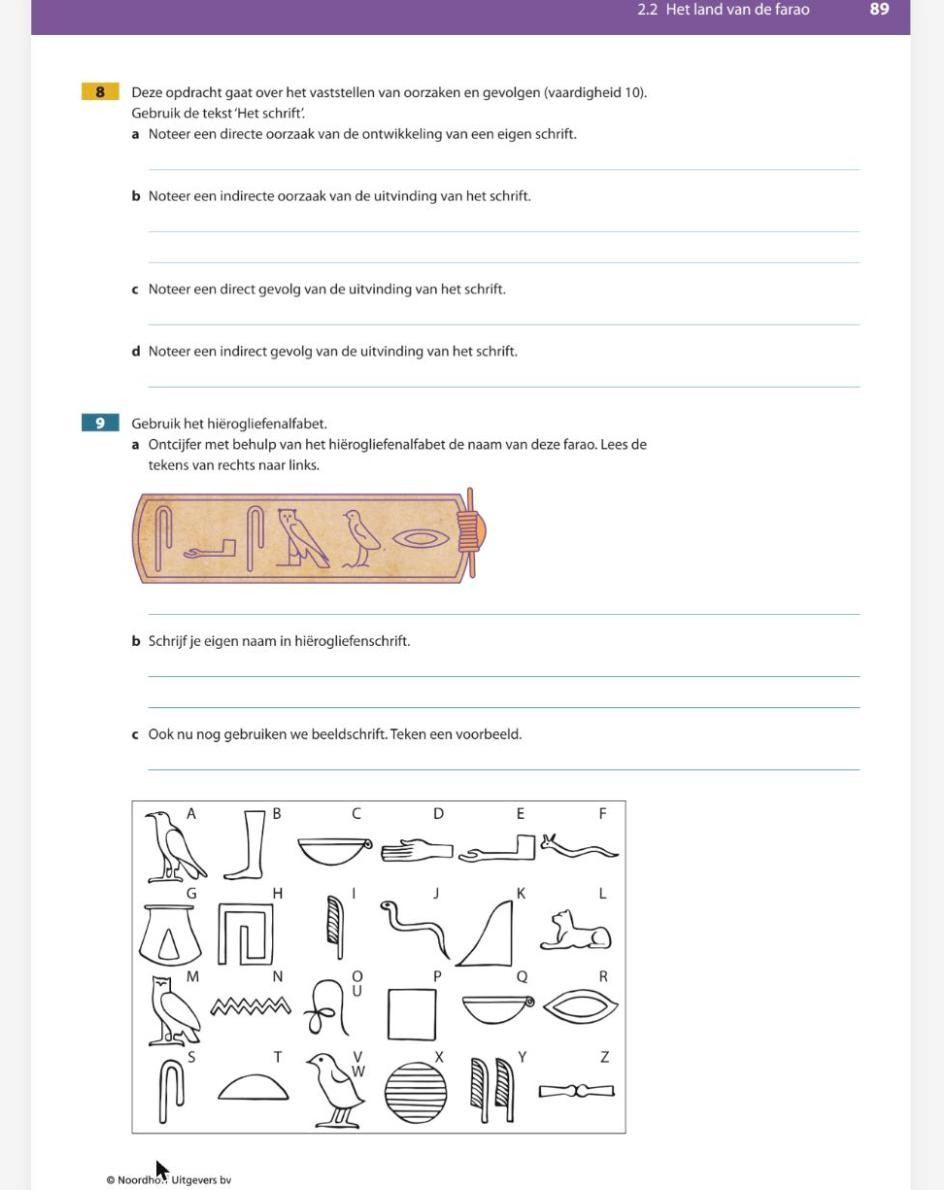 2.2 Het land van de farao 89
8 Deze opdracht gaat over het vaststellen van oorzaken en gevolgen (vaardigheid 10).
Gebruik de tekst 'Het schrift'.
a Noteer een directe oorzaak van de ontwikkeling van een eigen schrift.
b Noteer een indirecte oorzaak van de uitvinding van het schrift.
c Noteer een direct gevolg van de uitvinding van het schrift.
d Noteer een indirect gevolg van de uitvinding van het schrift.
9 Gebruik het hiërogliefenalfabet.
a Ontcijfer met behulp van het hiërogliefenalfabet de naam van deze farao. Lees de
tekens van rechts naar links.
b Schrijf je eigen naam in hiërogliefenschrift.
c Ook nu nog gebruiken we beeldschrift. Teken een voorbeeld.
A B C D E F
G H I J K L
M N O P Q R
U
S T V X Y Z
W
© Noordho Uitgevers bv